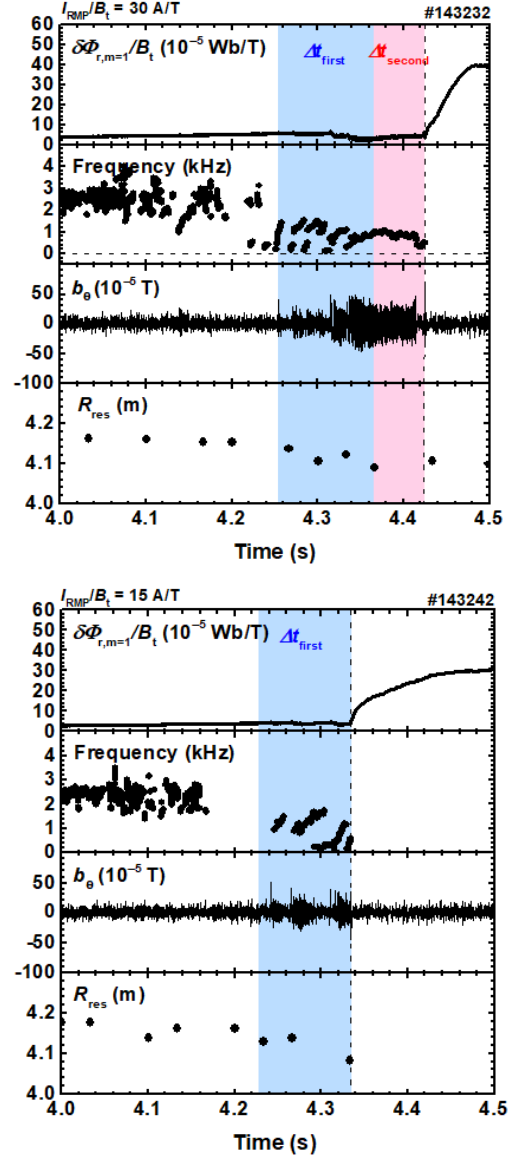 I_RMP/B_t = 30 A/T #143232
60
δΦ_r,m=1/B_t (10⁻⁵ Wb/T) Δt_first Δt_second
50
40
30
20
10
0
Frequency (kHz)
4
3
2
1
0
b_θ (10⁻⁵ T)
50
0
-50
-100
R_res (m)
4.2
4.1
4.0
4.0 4.1 4.2 4.3 4.4 4.5
Time (s)
I_RMP/B_t = 15 A/T #143242
60
δΦ_r,m=1/B_t (10⁻⁵ Wb/T) Δt_first
50
40
30
20
10
0
Frequency (kHz)
4
3
2
1
0
b_θ (10⁻⁵ T)
50
0
-50
-100
R_res (m)
4.2
4.1
4.0
4.0 4.1 4.2 4.3 4.4 4.5
Time (s)